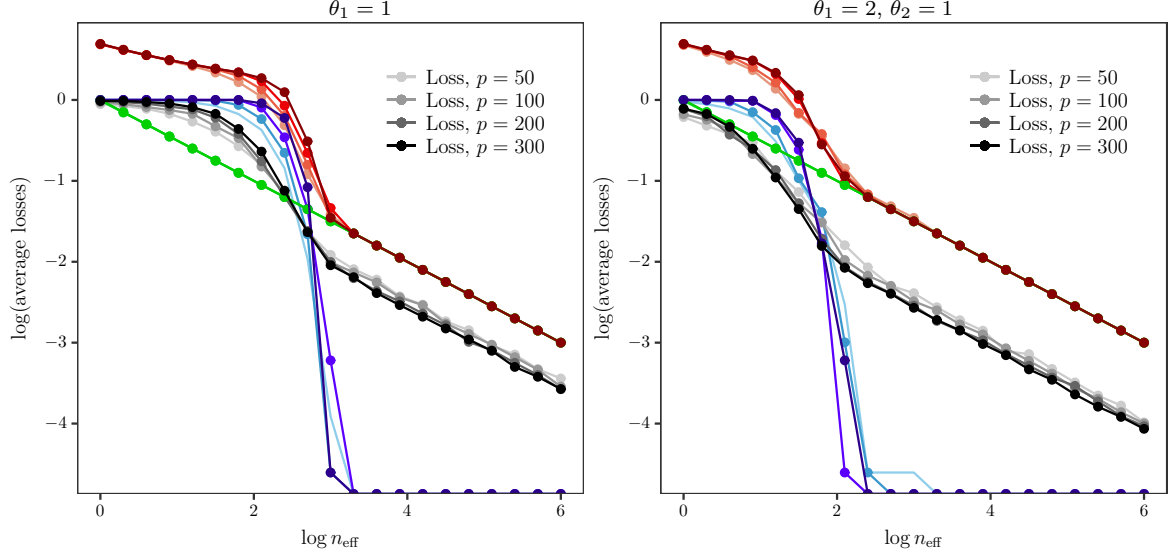 θ₁ = 1
log(average losses)
0
−1
−2
−3
−4
Loss, p = 50
Loss, p = 100
Loss, p = 200
Loss, p = 300
0
2
4
6
log n_eff
θ₁ = 2, θ₂ = 1
log(average losses)
0
−1
−2
−3
−4
Loss, p = 50
Loss, p = 100
Loss, p = 200
Loss, p = 300
0
2
4
6
log n_eff